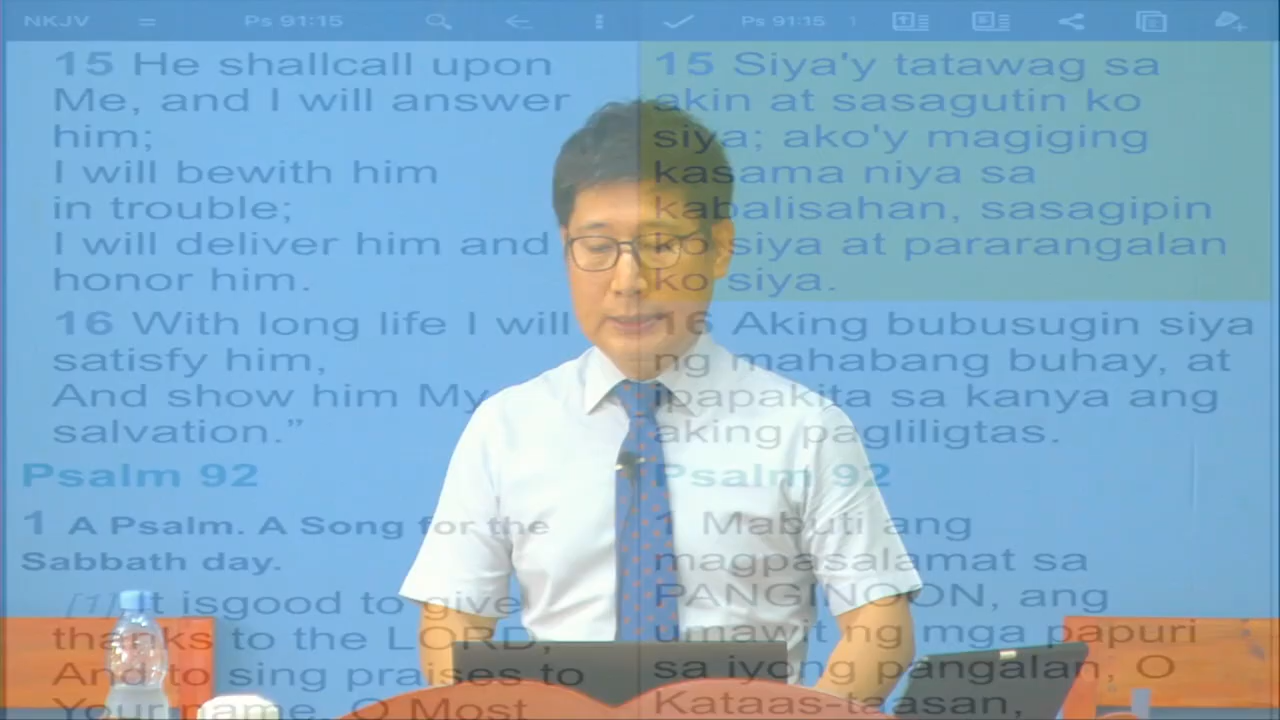 NKJV = Ps 91:15
Ps 91:15 1
15 He shallcall upon
Me, and I will answer
him;
I will bewith him
in trouble;
I will deliver him and
honor him.
16 With long life I will
satisfy him,
And show him My
salvation.”
Psalm 92
1 A Psalm. A Song for the
Sabbath day.
[1] It isgood to give
thanks to the LORD,
And to sing praises to
Your name, O Most
15 Siya'y tatawag sa
akin at sasagutin ko
siya; ako'y magiging
kasama niya sa
kabalisahan, sasagipin
ko siya at pararangalan
ko siya.
16 Aking bubusugin siya
ng mahabang buhay, at
papakita sa kanya ang
aking pagliligtas.
Psalm 92
1 Mabuti ang
magpasalamat sa
PANGINOON, ang
umawit ng mga papuri
sa iyong pangalan, O
Kataas-taasan,